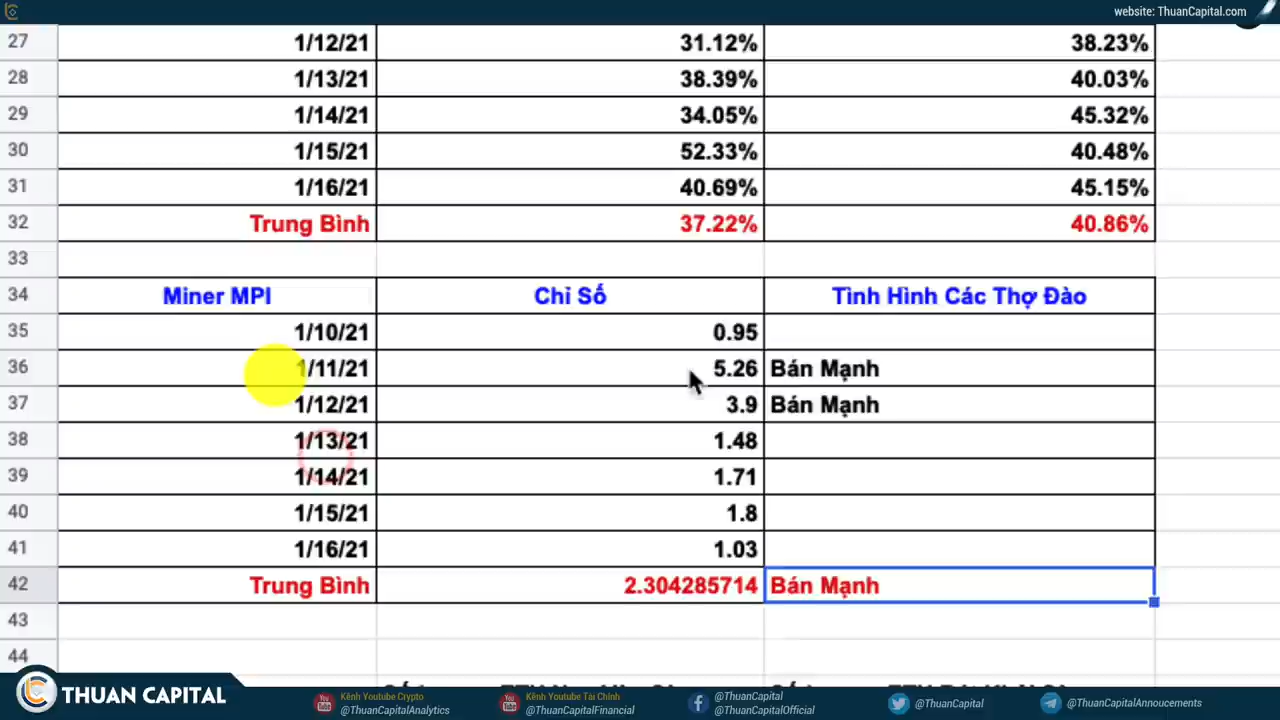 website: ThuanCapital.com
27 1/12/21 31.12% 38.23%
28 1/13/21 38.39% 40.03%
29 1/14/21 34.05% 45.32%
30 1/15/21 52.33% 40.48%
31 1/16/21 40.69% 45.15%
32 Trung Bình 37.22% 40.86%
33
34 Miner MPI Chỉ Số Tình Hình Các Thợ Đào
35 1/10/21 0.95
36 1/11/21 5.26 Bán Mạnh
37 1/12/21 3.9 Bán Mạnh
38 1/13/21 1.48
39 1/14/21 1.71
40 1/15/21 1.8
41 1/16/21 1.03
42 Trung Bình 2.304285714 Bán Mạnh
43
44
THUAN CAPITAL
Kênh Youtube Crypto
@ThuanCapitalAnalytics
Kênh Youtube Tài Chính
@ThuanCapitalFinancial
@ThuanCapital
@ThuanCapitalOfficial
@ThuanCapital
@ThuanCapitalAnnoucements